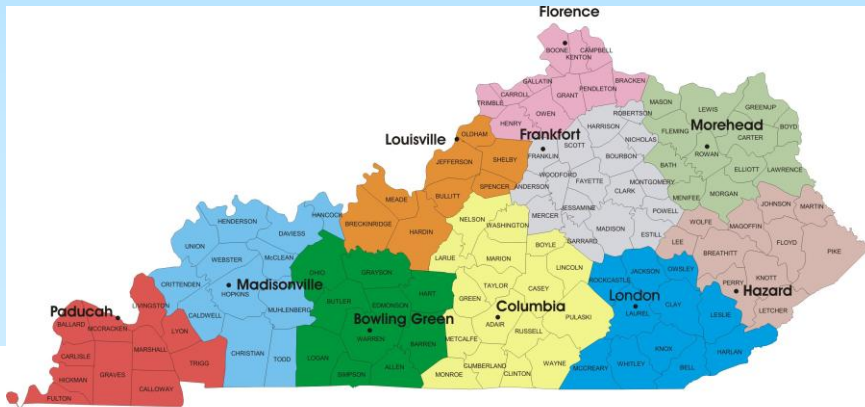 Florence
BOONE
CAMPBELL
KENTON
GALLATIN
GRANT
PENDLETON
BRACKEN
CARROLL
TRIMBLE
OWEN
HENRY
MASON
LEWIS
GREENUP
ROBERTSON
FLEMING
Morehead
BOYD
CARTER
ROWAN
BATH
ELLIOTT
LAWRENCE
MENIFEE
MORGAN
Louisville
OLDHAM
JEFFERSON
SHELBY
SPENCER
BULLITT
MEADE
BRECKINRIDGE
HARDIN
Frankfort
HARRISON
SCOTT
NICHOLAS
FRANKLIN
BOURBON
WOODFORD
FAYETTE
MONTGOMERY
ANDERSON
CLARK
JESSAMINE
POWELL
MERCER
MADISON
ESTILL
GARRARD
JOHNSON
MARTIN
WOLFE
MAGOFFIN
LEE
FLOYD
BREATHITT
PIKE
KNOTT
PERRY
Hazard
LETCHER
HANCOCK
HENDERSON
DAVIESS
UNION
WEBSTER
McCLEAN
CRITTENDEN
Madisonville
HOPKINS
MUHLENBERG
CALDWELL
CHRISTIAN
TODD
OHIO
GRAYSON
BUTLER
EDMONSON
HART
Bowling Green
WARREN
BARREN
LOGAN
SIMPSON
ALLEN
NELSON
WASHINGTON
LARUE
MARION
BOYLE
LINCOLN
TAYLOR
CASEY
GREEN
Columbia
PULASKI
ADAIR
RUSSELL
METCALFE
CUMBERLAND
WAYNE
MONROE
CLINTON
ROCKCASTLE
JACKSON
OWSLEY
London
CLAY
LAUREL
LESLIE
KNOX
HARLAN
MCCREARY
WHITLEY
BELL
Paducah
LIVINGSTON
BALLARD
MCCRACKEN
LYON
CARLISLE
MARSHALL
TRIGG
HICKMAN
GRAVES
CALLOWAY
FULTON